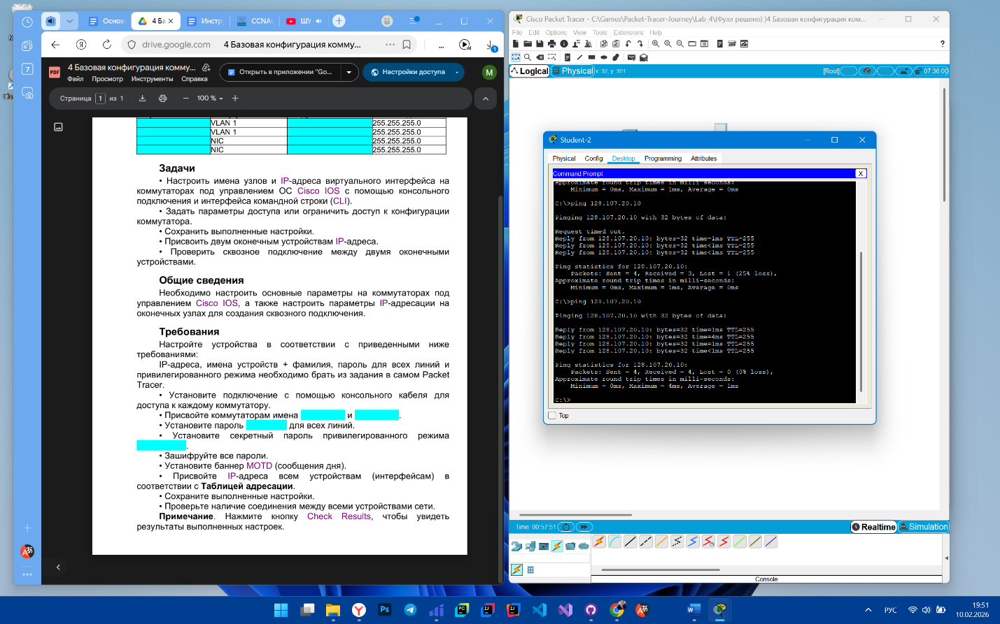 Основ
4 Ба
Инстр
CCNA
ШУ
drive.google.com
4 Базовая конфигурация комму...
1
7
PDF
4 Базовая конфигурация комму...
Файл Просмотр Инструменты Справка
Открыть в приложении "Go...
Настройки доступа
M
Страница 1 из 1
100 %
VLAN 1 255.255.255.0
VLAN 1 255.255.255.0
NIC 255.255.255.0
NIC 255.255.255.0
Задачи
• Настроить имена узлов и IP-адреса виртуального интерфейса на
коммутаторах под управлением ОС Cisco IOS с помощью консольного
подключения и интерфейса командной строки (CLI).
• Задать параметры доступа или ограничить доступ к конфигурации
коммутатора.
• Сохранить выполненные настройки.
• Присвоить двум оконечным устройствам IP-адреса.
• Проверить сквозное подключение между двумя оконечными
устройствами.
Общие сведения
Необходимо настроить основные параметры на коммутаторах под
управлением Cisco IOS, а также настроить параметры IP-адресации на
оконечных узлах для создания сквозного подключения.
Требования
Настройте устройства в соответствии с приведенными ниже
требованиями:
IP-адреса, имена устройств + фамилия, пароль для всех линий и
привилегированного режима необходимо брать из задания в самом Packet
Tracer.
• Установите подключение с помощью консольного кабеля для
доступа к каждому коммутатору.
• Присвойте коммутаторам имена и .
• Установите пароль для всех линий.
• Установите секретный пароль привилегированного режима
.
• Зашифруйте все пароли.
• Установите баннер MOTD (сообщения дня).
• Присвойте IP-адреса всем устройствам (интерфейсам) в
соответствии с Таблицей адресации.
• Сохраните выполненные настройки.
• Проверьте наличие соединения между всеми устройствами сети.
Примечание. Нажмите кнопку Check Results, чтобы увидеть
результаты выполненных настроек.
Cisco Packet Tracer - C:\Games\Packet-Tracer-Journey\Lab_4\(Фулл решено) )4 Базовая конфигурация ком...
File Edit Options View Tools Extensions Help
Logical Physical x: 32, y: 351
[Root] 07:36:00
Student-2
Physical Config Desktop Programming Attributes
Command Prompt
X
Approximate round trip times in milli-seconds:
Minimum = 0ms, Maximum = 1ms, Average = 0ms
C:\>ping 128.107.20.10
Pinging 128.107.20.10 with 32 bytes of data:
Request timed out.
Reply from 128.107.20.10: bytes=32 time=1ms TTL=255
Reply from 128.107.20.10: bytes=32 time<1ms TTL=255
Reply from 128.107.20.10: bytes=32 time<1ms TTL=255
Ping statistics for 128.107.20.10:
Packets: Sent = 4, Received = 3, Lost = 1 (25% loss),
Approximate round trip times in milli-seconds:
Minimum = 0ms, Maximum = 1ms, Average = 0ms
C:\>ping 128.107.20.10
Pinging 128.107.20.10 with 32 bytes of data:
Reply from 128.107.20.10: bytes=32 time=1ms TTL=255
Reply from 128.107.20.10: bytes=32 time=4ms TTL=255
Reply from 128.107.20.10: bytes=32 time=1ms TTL=255
Reply from 128.107.20.10: bytes=32 time<1ms TTL=255
Ping statistics for 128.107.20.10:
Packets: Sent = 4, Received = 4, Lost = 0 (0% loss),
Approximate round trip times in milli-seconds:
Minimum = 0ms, Maximum = 4ms, Average = 1ms
C:\>
Top
Time: 00:57:51
Realtime Simulation
Console
РУС
19:51
10.02.2026